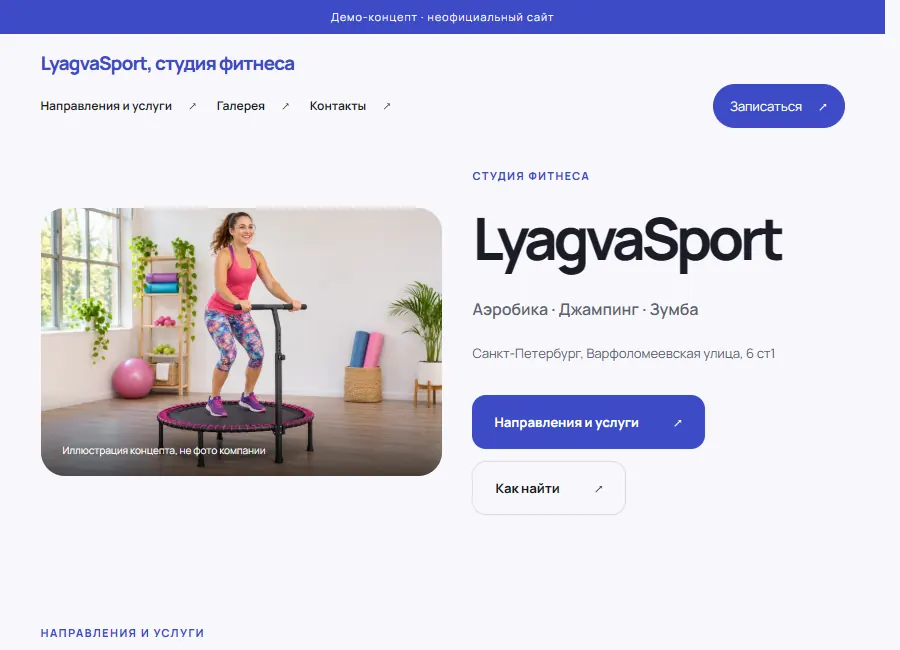 Демо-концепт · неофициальный сайт
LyagvaSport, студия фитнеса
Направления и услуги ↗ Галерея ↗ Контакты ↗ Записаться ↗
СТУДИЯ ФИТНЕСА
LyagvaSport
Аэробика · Джампинг · Зумба
Санкт-Петербург, Варфоломеевская улица, 6 ст1
Направления и услуги ↗
Как найти ↗
Иллюстрация концепта, не фото компании
НАПРАВЛЕНИЯ И УСЛУГИ